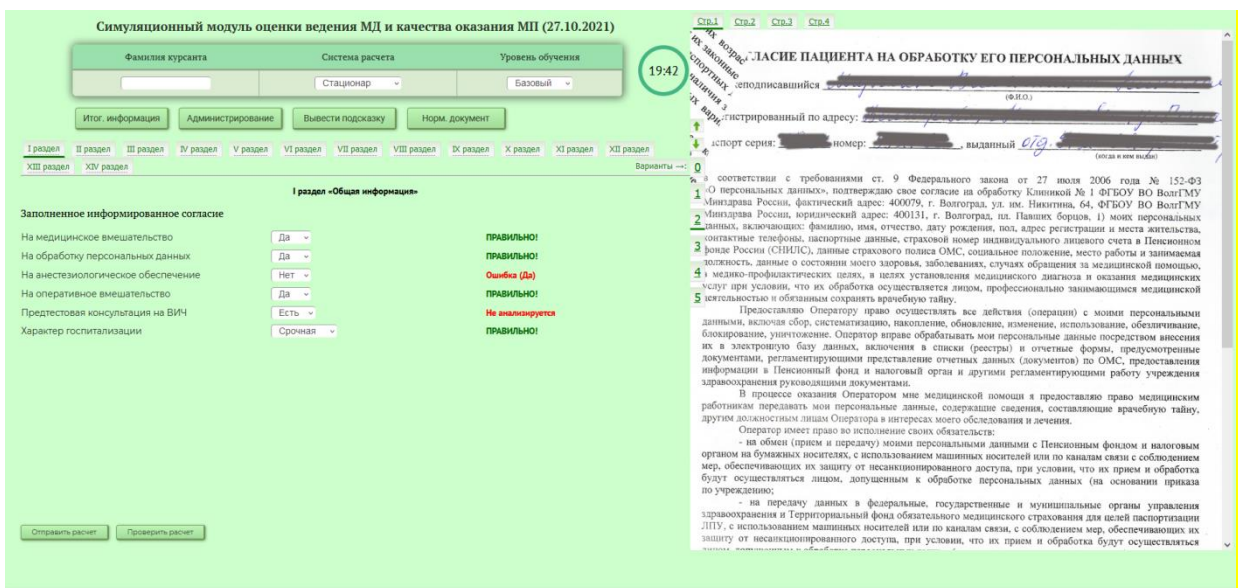 Симуляционный модуль оценки ведения МД и качества оказания МП (27.10.2021)
Фамилия курсанта
Система расчета
Уровень обучения
Стационар
Базовый
19:42
Итог. информация
Администрирование
Вывести подсказку
Норм. документ
I раздел
II раздел
III раздел
IV раздел
V раздел
VI раздел
VII раздел
VIII раздел
IX раздел
X раздел
XI раздел
XII раздел
XIII раздел
XIV раздел
Варианты →:
I раздел «Общая информация»
Заполненное информированное согласие
На медицинское вмешательство Да ПРАВИЛЬНО!
На обработку персональных данных Да ПРАВИЛЬНО!
На анестезиологическое обеспечение Нет Ошибка (Да)
На оперативное вмешательство Да ПРАВИЛЬНО!
Предтестовая консультация на ВИЧ Есть Не анализируется
Характер госпитализации Срочная ПРАВИЛЬНО!
Отправить расчет
Проверить расчет
Стр.1 Стр.2 Стр.3 Стр.4
0
1
2
3
4
5
ЛАСИЕ ПАЦИЕНТА НА ОБРАБОТКУ ЕГО ПЕРСОНАЛЬНЫХ ДАННЫХ
еподписавшийся
(Ф.И.О.)
гистрированный по адресу:
спорт серия: номер: , выданный отд.
(когда и кем выдан)
соответствии с требованиями ст. 9 Федерального закона от 27 июля 2006 года № 152-ФЗ
«О персональных данных», подтверждаю свое согласие на обработку Клиникой № 1 ФГБОУ ВО ВолгГМУ
Минздрава России, фактический адрес: 400079, г. Волгоград, ул. им. Никитина, 64, ФГБОУ ВО ВолгГМУ
Минздрава России, юридический адрес: 400131, г. Волгоград, пл. Павших борцов, 1) моих персональных
данных, включающих: фамилию, имя, отчество, дату рождения, пол, адрес регистрации и места жительства,
контактные телефоны, паспортные данные, страховой номер индивидуального лицевого счета в Пенсионном
фонде России (СНИЛС), данные страхового полиса ОМС, социальное положение, место работы и занимаемая
должность, данные о состоянии моего здоровья, заболеваниях, случаях обращения за медицинской помощью,
в медико-профилактических целях, в целях установления медицинского диагноза и оказания медицинских
услуг при условии, что их обработка осуществляется лицом, профессионально занимающимся медицинской
деятельностью и обязанным сохранять врачебную тайну.
Предоставляю Оператору право осуществлять все действия (операции) с моими персональными
данными, включая сбор, систематизацию, накопление, обновление, изменение, использование, обезличивание,
блокирование, уничтожение. Оператор вправе обрабатывать мои персональные данные посредством внесения
их в электронную базу данных, включения в списки (реестры) и отчетные формы, предусмотренные
документами, регламентирующими представление отчетных данных (документов) по ОМС, предоставления
информации в Пенсионный фонд и налоговый орган и другими регламентирующими работу учреждения
здравоохранения руководящими документами.
В процессе оказания Оператором мне медицинской помощи я предоставляю право медицинским
работникам передавать мои персональные данные, содержащие сведения, составляющие врачебную тайну,
другим должностным лицам Оператора в интересах моего обследования и лечения.
Оператор имеет право во исполнение своих обязательств:
- на обмен (прием и передачу) моими персональными данными с Пенсионным фондом и налоговым
органом на бумажных носителях, с использованием машинных носителей или по каналам связи с соблюдением
мер, обеспечивающих их защиту от несанкционированного доступа, при условии, что их прием и обработка
будут осуществляться лицом, допущенным к обработке персональных данных (на основании приказа
по учреждению;
- на передачу данных в федеральные, государственные и муниципальные органы управления
здравоохранения и Территориальный фонд обязательного медицинского страхования для целей паспортизации
ЛПУ, с использованием машинных носителей или по каналам связи, с соблюдением мер, обеспечивающих их
защиту от несанкционированного доступа, при условии, что их прием и обработка будут осуществляться